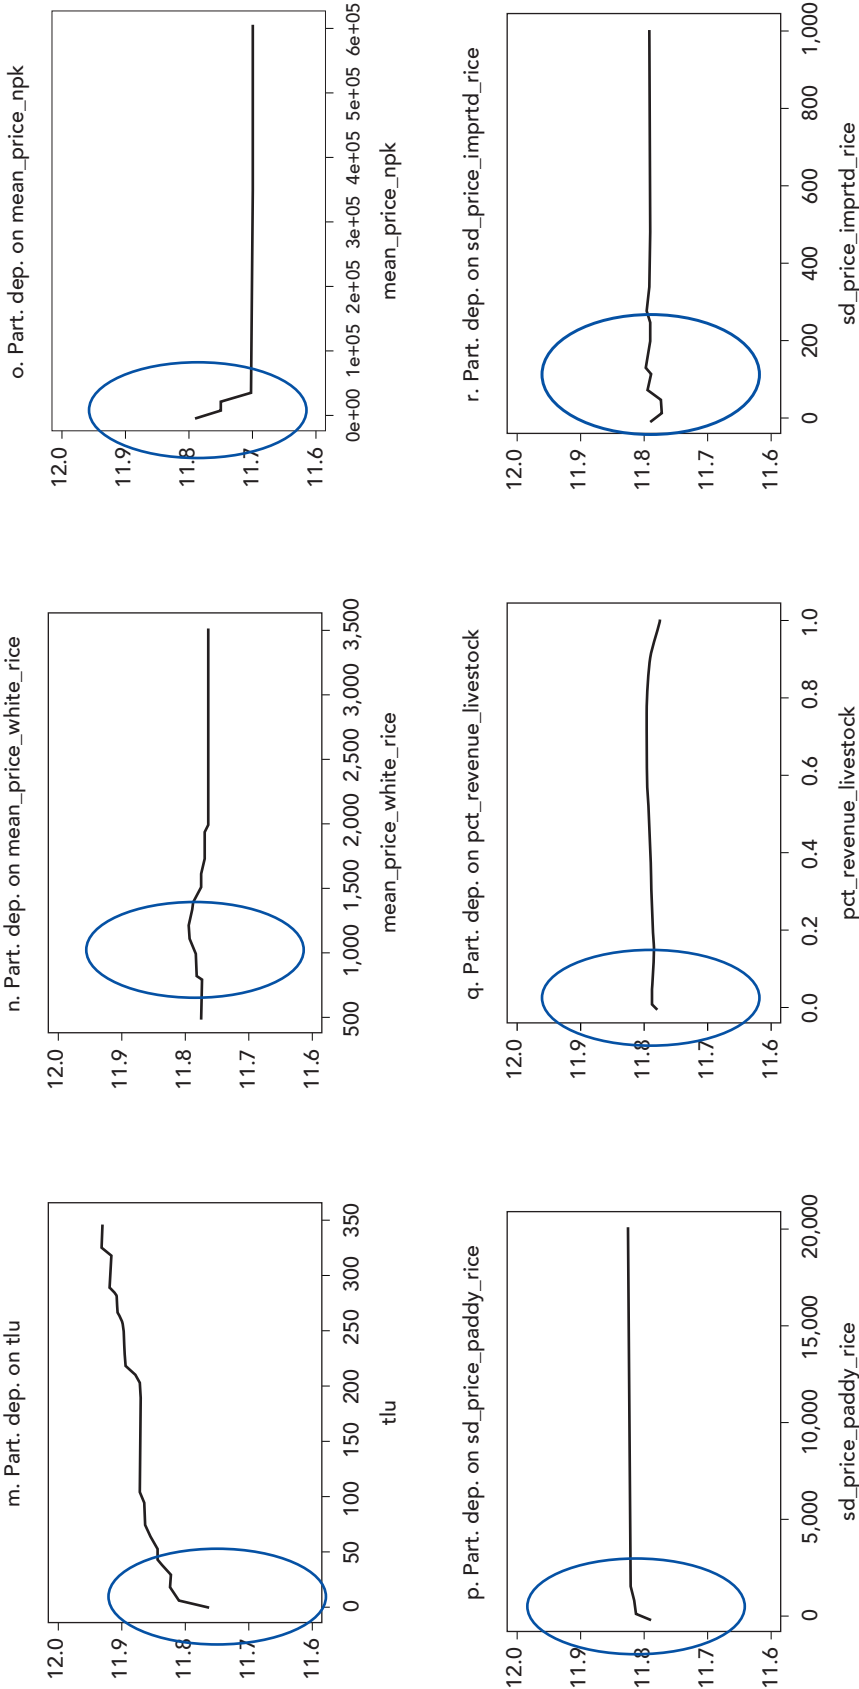 m. Part. dep. on tlu
12.0
11.9
11.8
11.7
11.6
0 50 100 150 200 250 300 350
tlu
n. Part. dep. on mean_price_white_rice
12.0
11.9
11.8
11.7
11.6
500 1,000 1,500 2,000 2,500 3,000 3,500
mean_price_white_rice
o. Part. dep. on mean_price_npk
12.0
11.9
11.8
11.7
11.6
0e+00 1e+05 2e+05 3e+05 4e+05 5e+05 6e+05
mean_price_npk
p. Part. dep. on sd_price_paddy_rice
12.0
11.9
11.8
11.7
11.6
0 5,000 10,000 15,000 20,000
sd_price_paddy_rice
q. Part. dep. on pct_revenue_livestock
12.0
11.9
11.8
11.7
11.6
0.0 0.2 0.4 0.6 0.8 1.0
pct_revenue_livestock
r. Part. dep. on sd_price_imprtd_rice
12.0
11.9
11.8
11.7
11.6
0 200 400 600 800 1,000
sd_price_imprtd_rice